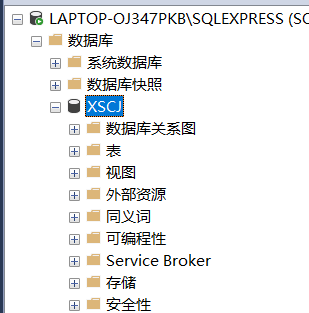 LAPTOP-OJ347PKB\SQLEXPRESS (SQ
数据库
系统数据库
数据库快照
XSCJ
数据库关系图
表
视图
外部资源
同义词
可编程性
Service Broker
存储
安全性